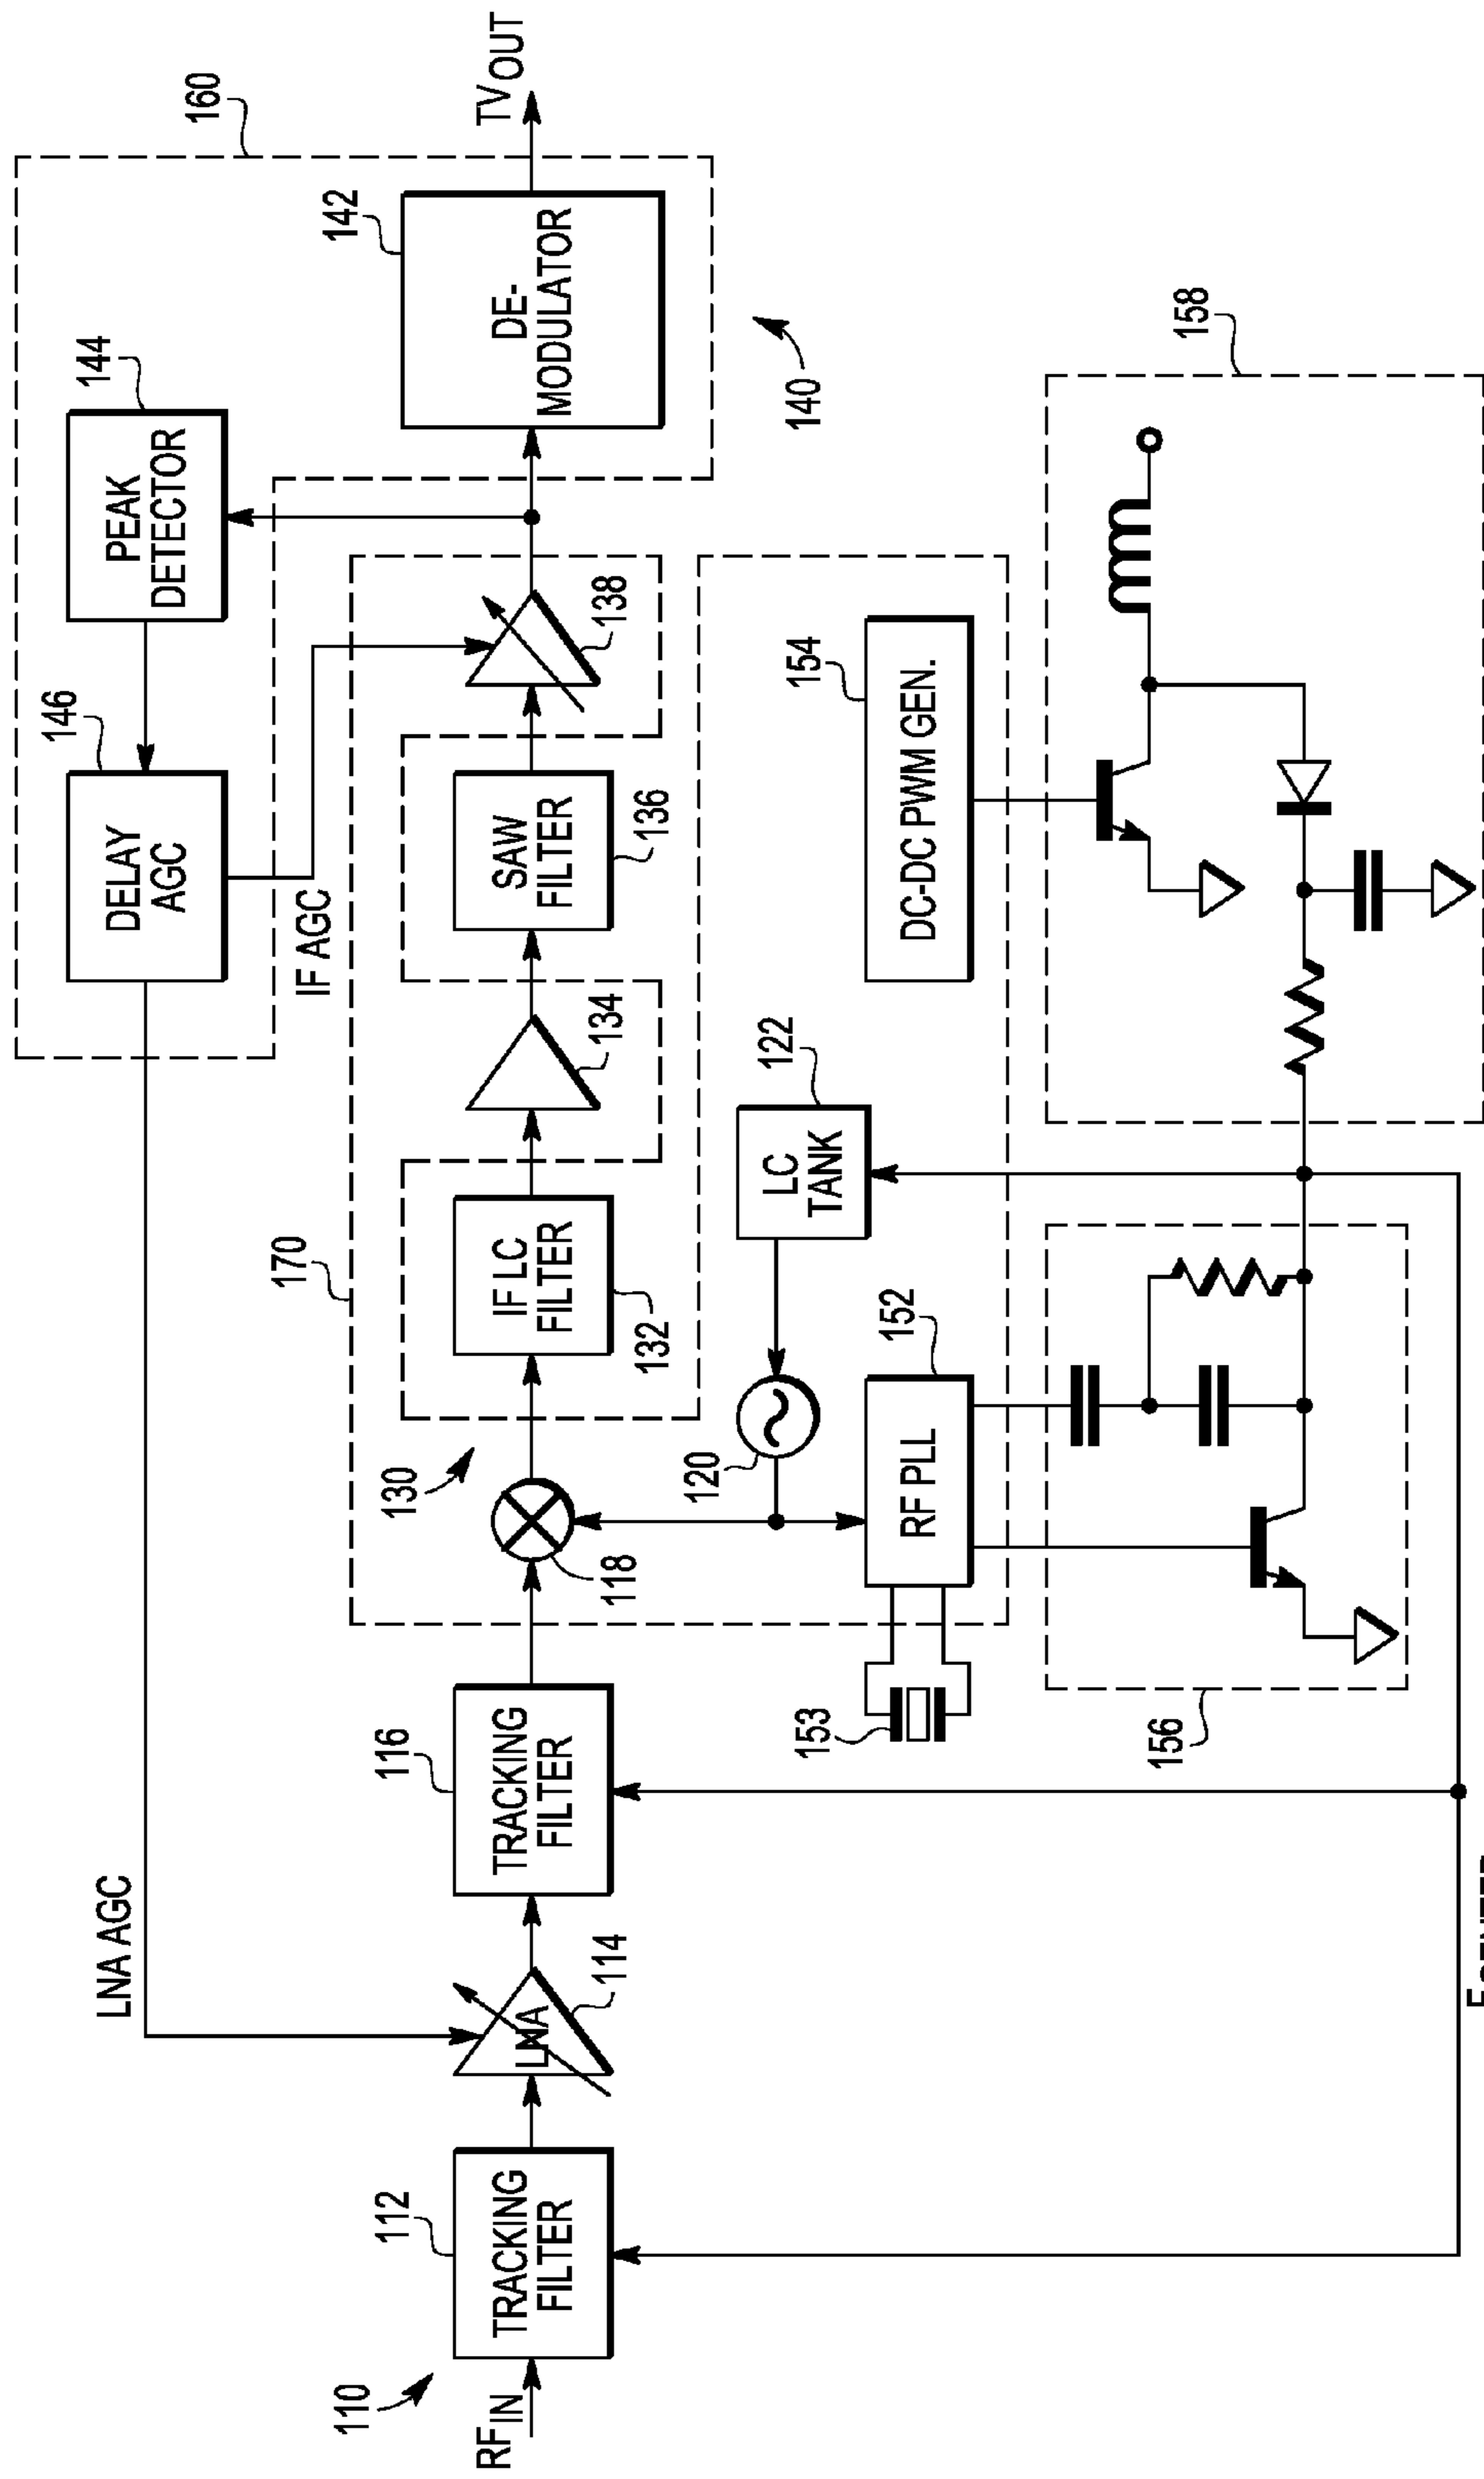 160
144
PEAK
DETECTOR
146
DELAY
AGC
LNA AGC
IF AGC
142
DE-
MODULATOR
TVOUT
140
170
110
RFIN
112
TRACKING
FILTER
LNA
114
116
TRACKING
FILTER
118
130
IF LC
FILTER
132
134
SAW
FILTER
136
138
120
LC
TANK
122
152
RF PLL
153
154
DC-DC PWM GEN.
156
158